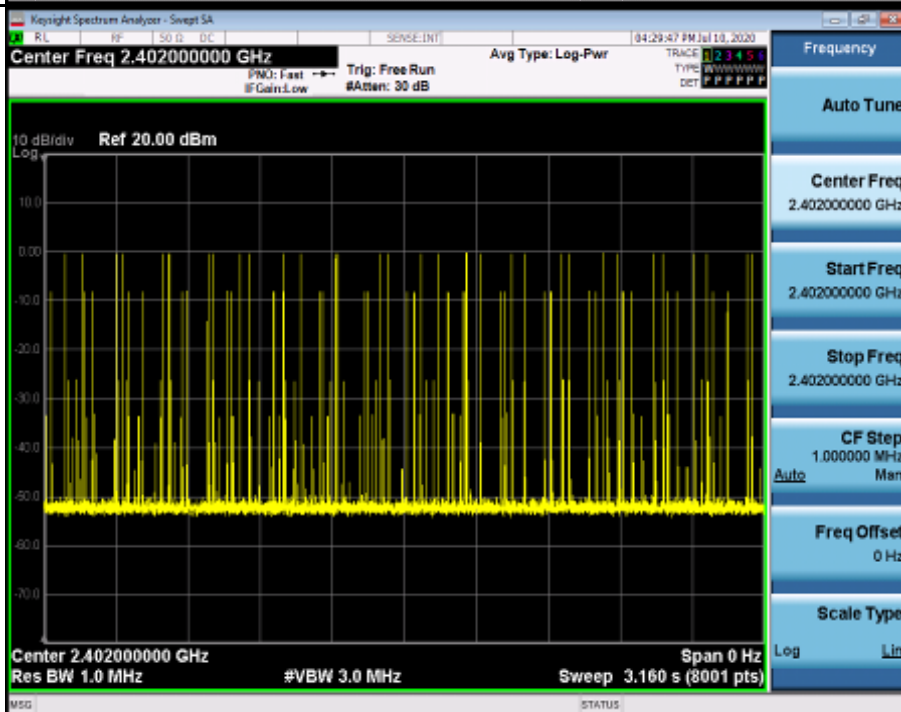 Keysight Spectrum Analyzer - Swept SA
RL RF 50 Ω DC SENSE:INT 04:29:47 PM Jul 10, 2020
Center Freq 2.402000000 GHz
PNO: Fast
IFGain:Low
Trig: Free Run
#Atten: 30 dB
Avg Type: Log-Pwr
TRACE 1 2 3 4 5 6
TYPE WWWWWW
DET P P P P P P
10 dB/div
Log
Ref 20.00 dBm
10.0
0.00
-10.0
-20.0
-30.0
-40.0
-50.0
-60.0
-70.0
Center 2.402000000 GHz
Span 0 Hz
Res BW 1.0 MHz
#VBW 3.0 MHz
Sweep 3.160 s (8001 pts)
MSG
STATUS
Frequency
Auto Tune
Center Freq
2.402000000 GHz
Start Freq
2.402000000 GHz
Stop Freq
2.402000000 GHz
CF Step
1.000000 MHz
Auto Man
Freq Offset
0 Hz
Scale Type
Log Lin